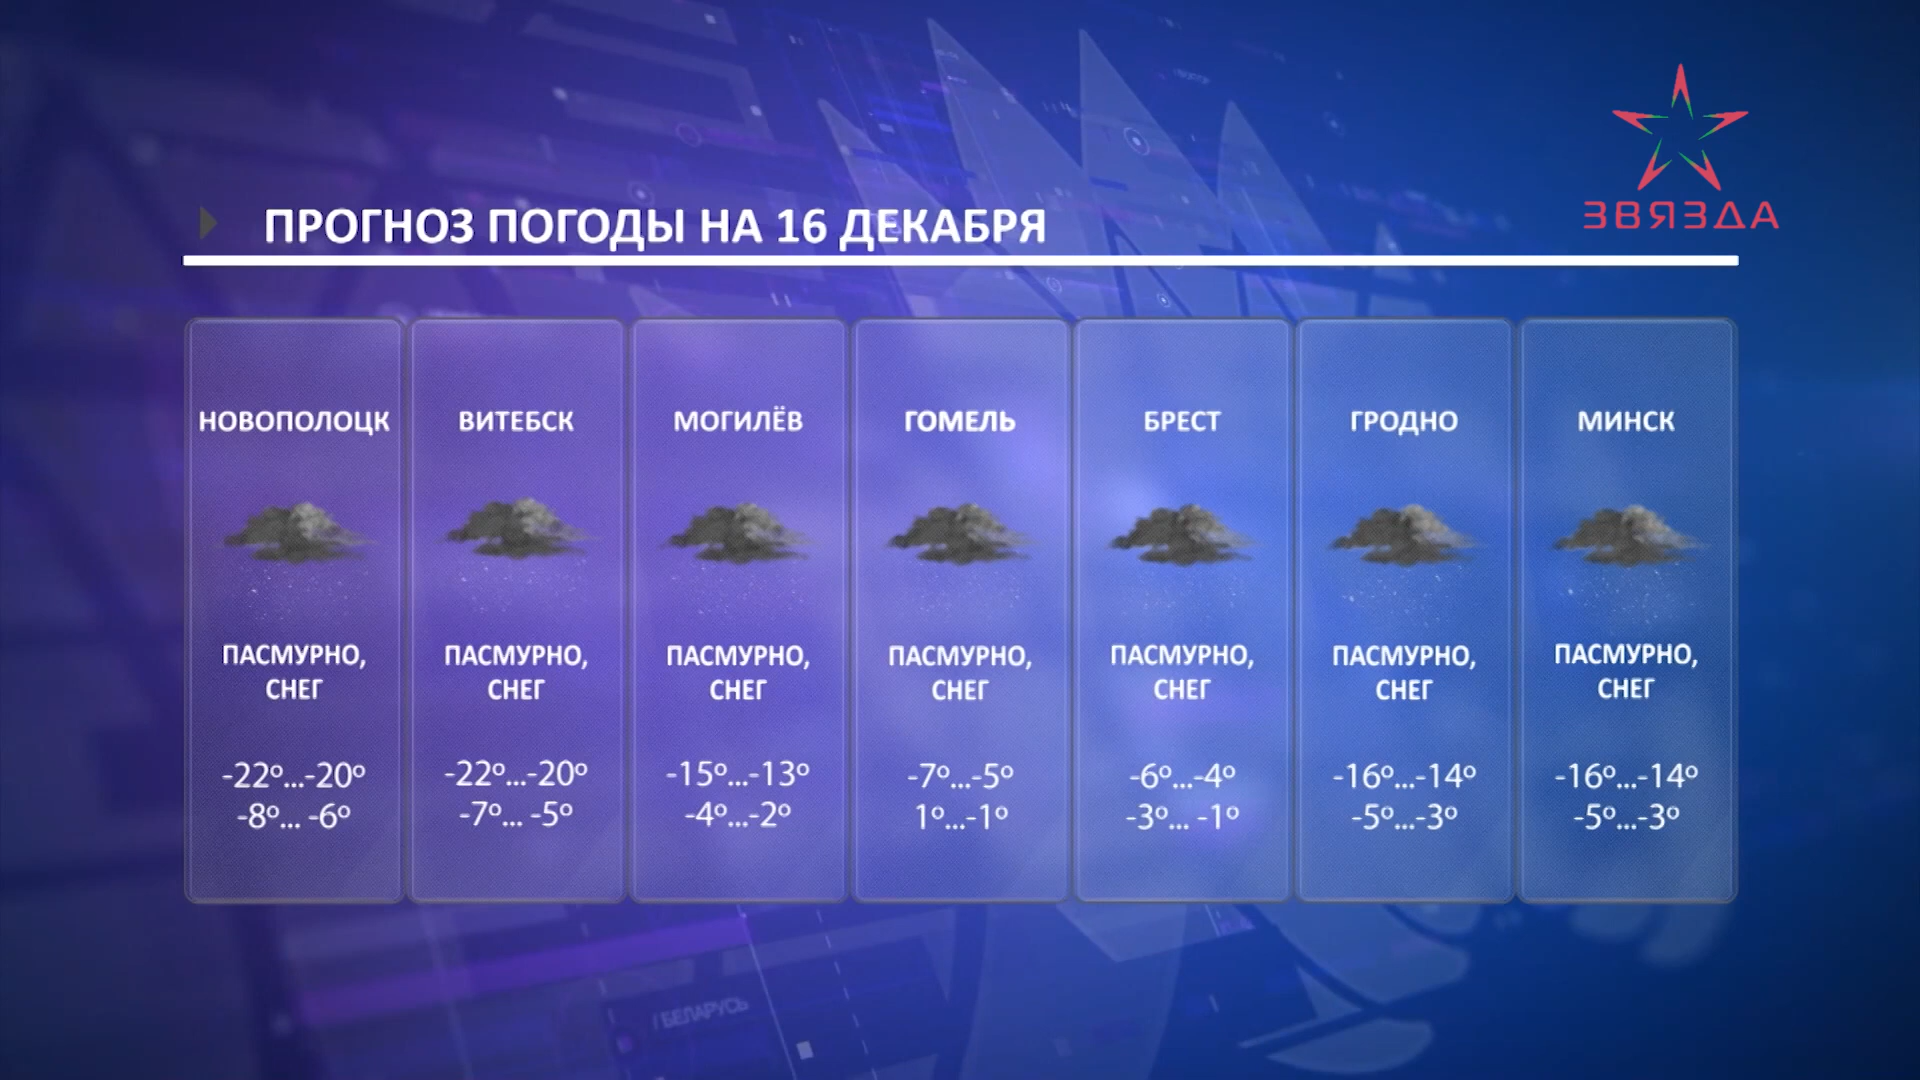 ЗВЯЗДА
ПРОГНОЗ ПОГОДЫ НА 16 ДЕКАБРЯ
НОВОПОЛОЦК
ПАСМУРНО,
СНЕГ
-22º...-20º
-8º... -6º
ВИТЕБСК
ПАСМУРНО,
СНЕГ
-22º...-20º
-7º... -5º
МОГИЛЁВ
ПАСМУРНО,
СНЕГ
-15º...-13º
-4º...-2º
ГОМЕЛЬ
ПАСМУРНО,
СНЕГ
-7º...-5º
1º...-1º
БРЕСТ
ПАСМУРНО,
СНЕГ
-6º...-4º
-3º... -1º
ГРОДНО
ПАСМУРНО,
СНЕГ
-16º...-14º
-5º...-3º
МИНСК
ПАСМУРНО,
СНЕГ
-16º...-14º
-5º...-3º
/ БЕЛАРУСЬ